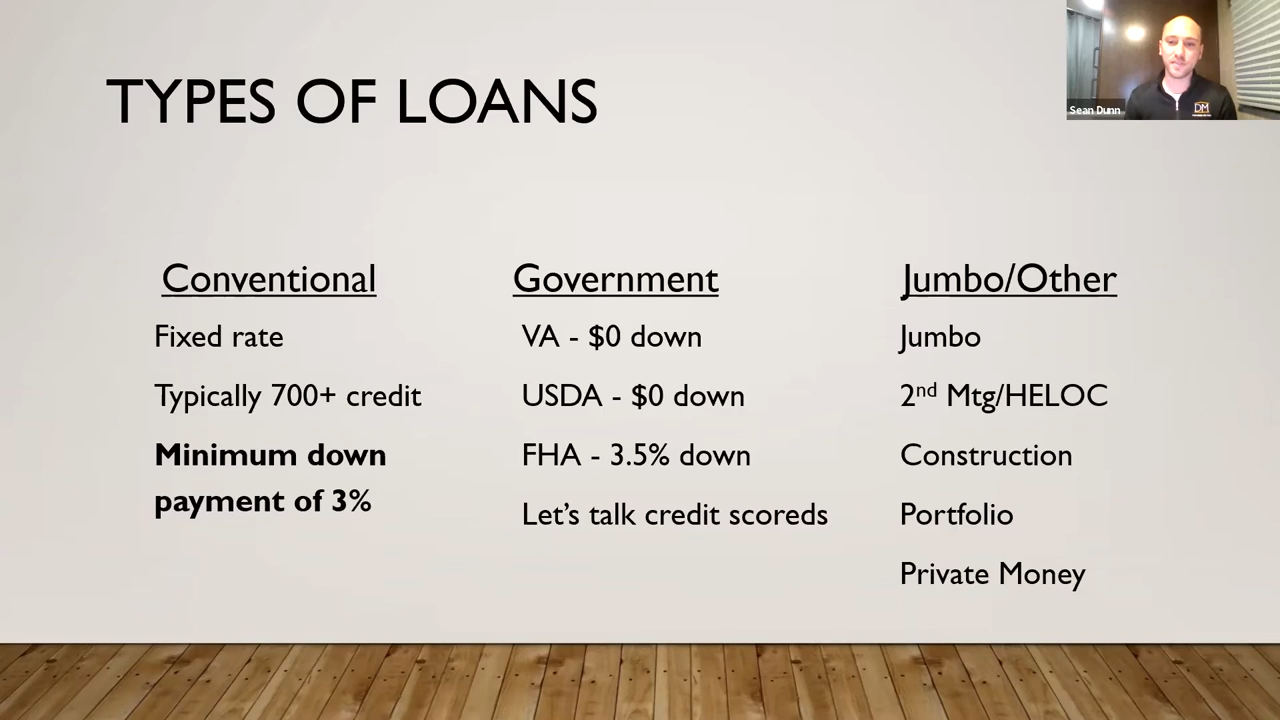 TYPES OF LOANS
Sean Dunn
DM
Conventional
Fixed rate
Typically 700+ credit
Minimum down
payment of 3%
Government
VA - $0 down
USDA - $0 down
FHA - 3.5% down
Let's talk credit scoreds
Jumbo/Other
Jumbo
2nd Mtg/HELOC
Construction
Portfolio
Private Money